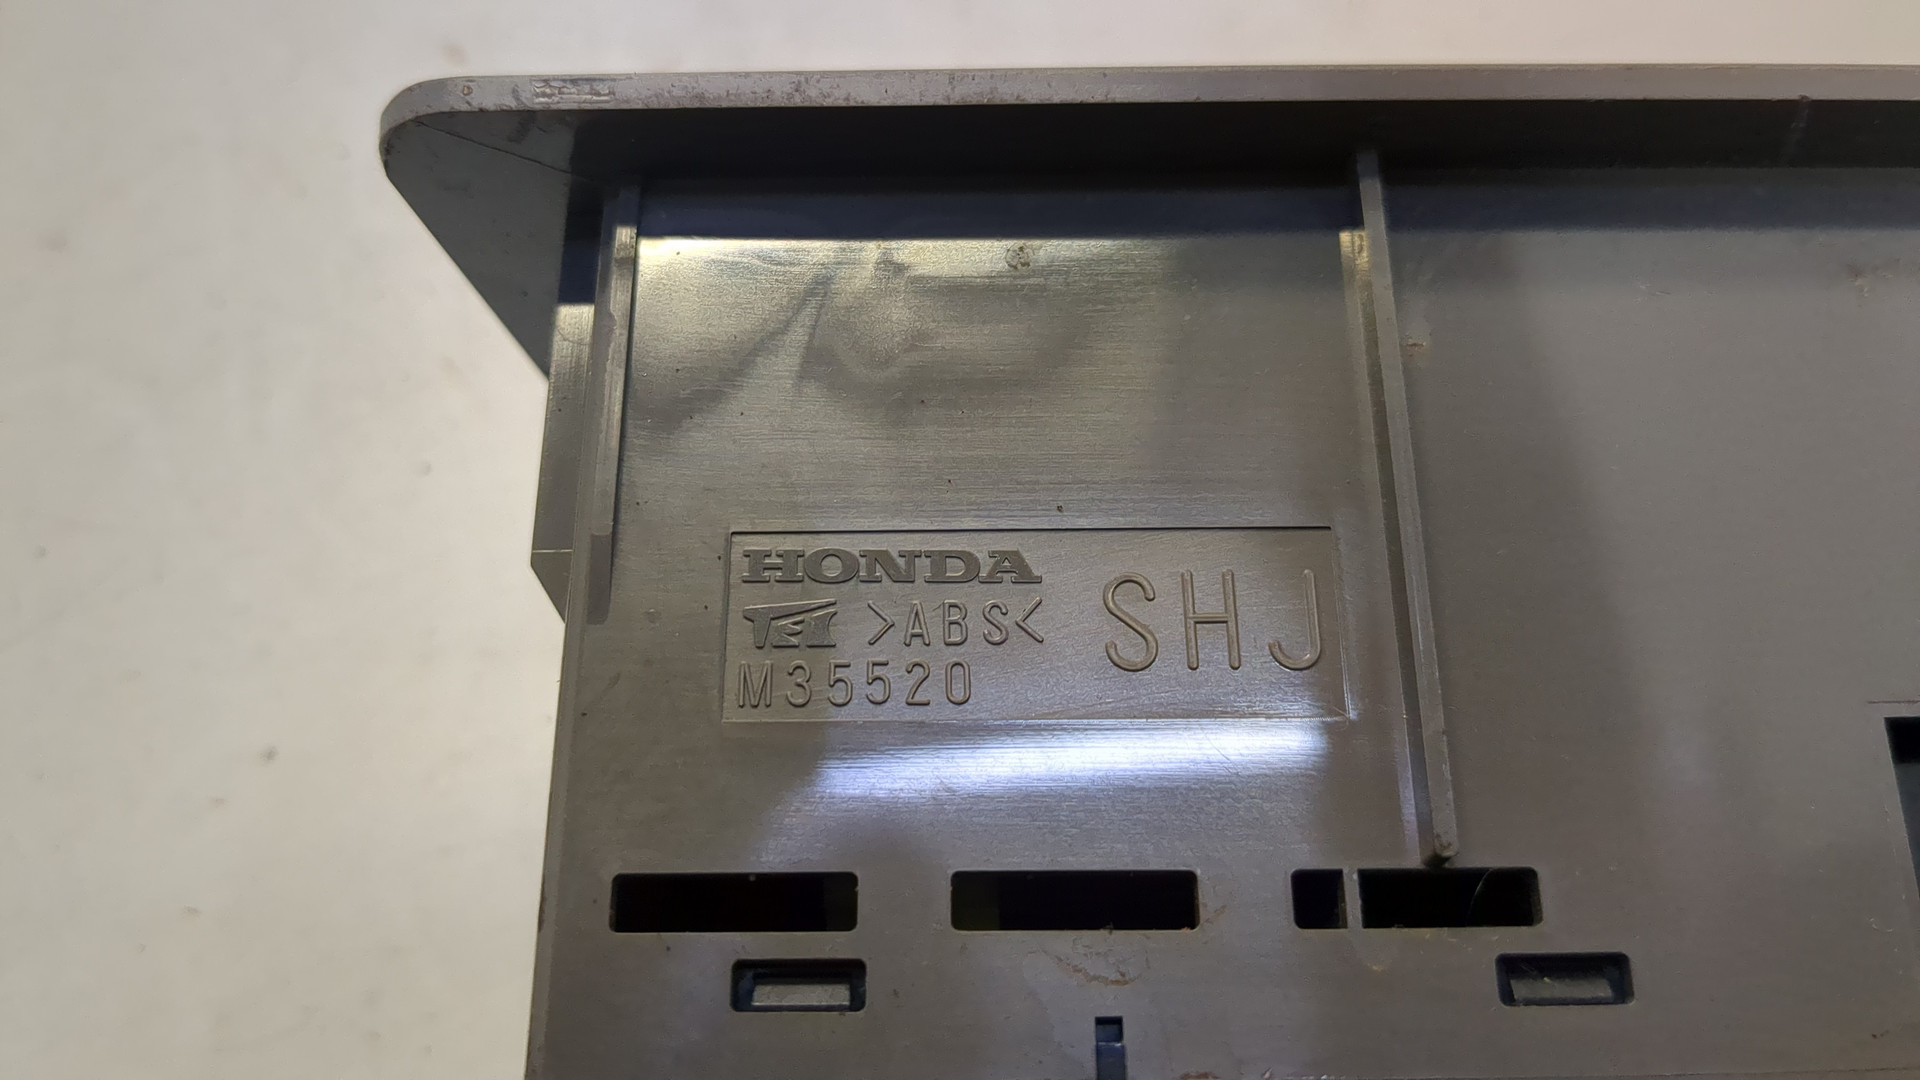 HONDA
TEI >ABS< SHJ
M35520